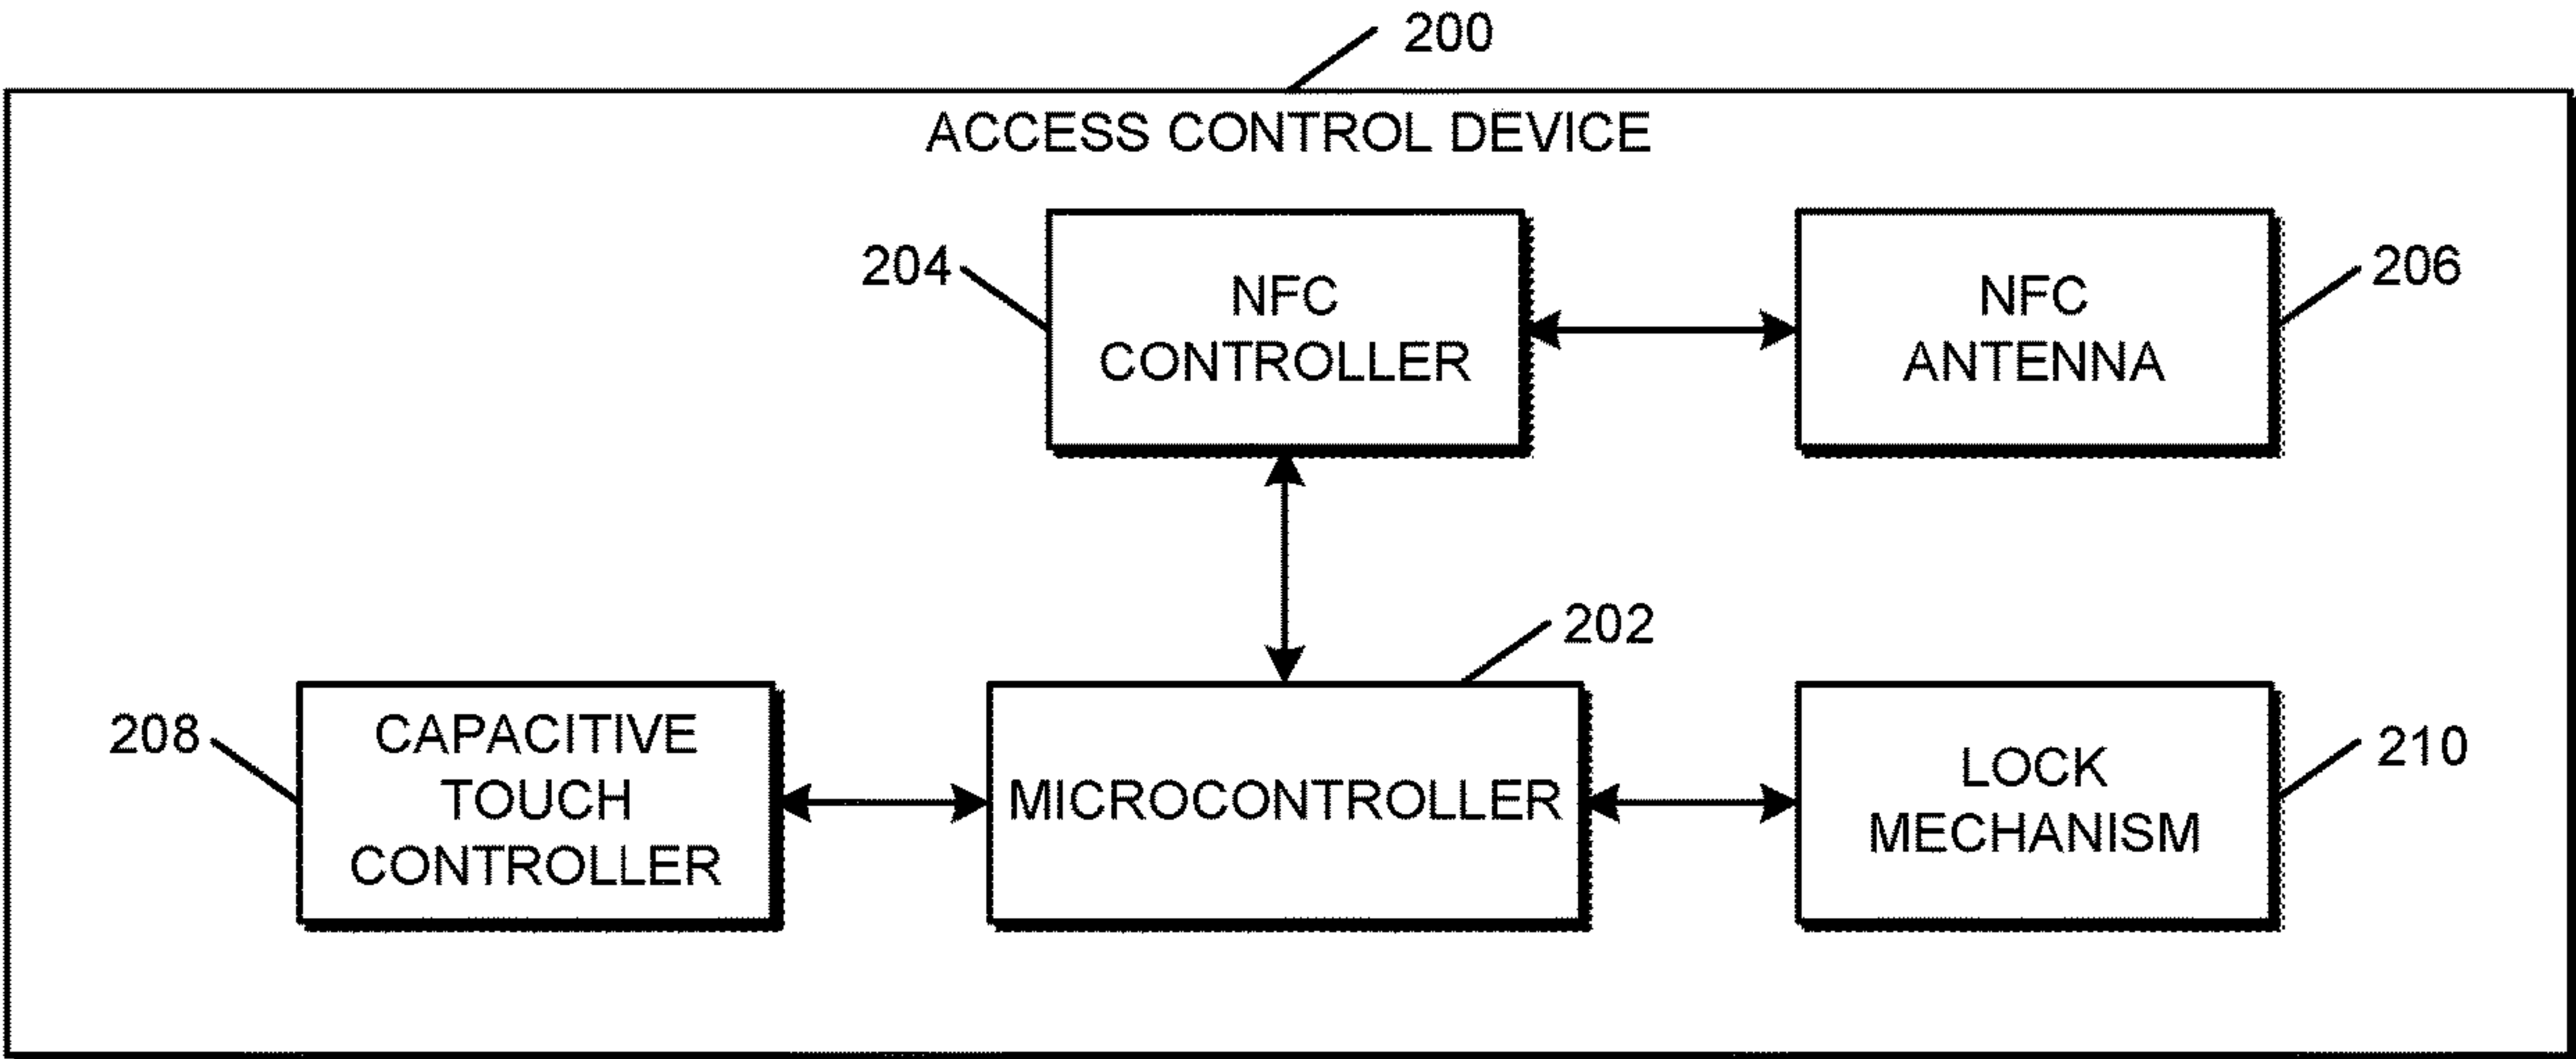 200
ACCESS CONTROL DEVICE
204
NFC
CONTROLLER
NFC
ANTENNA
206
202
208
CAPACITIVE
TOUCH
CONTROLLER
MICROCONTROLLER
LOCK
MECHANISM
210